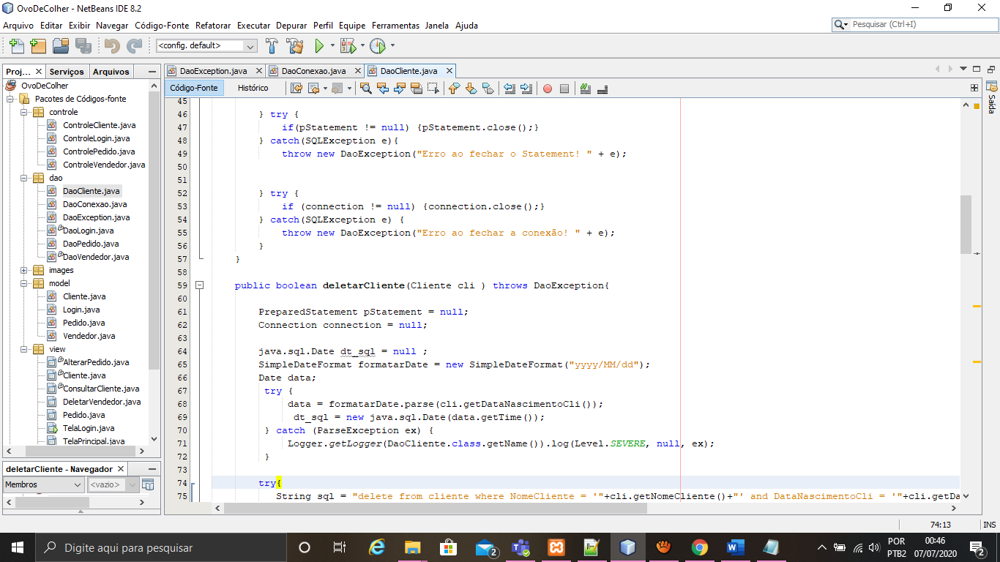 OvoDeColher - NetBeans IDE 8.2
Arquivo Editar Exibir Navegar Código-Fonte Refatorar Executar Depurar Perfil Equipe Ferramentas Janela Ajuda
Pesquisar (Ctrl+I)
<config. default>
Proj... Serviços Arquivos
DaoException.java DaoConexao.java DaoCliente.java
Código-Fonte Histórico
OvoDeColher
Pacotes de Códigos-fonte
controle
ControleCliente.java
ControleLogin.java
ControlePedido.java
ControleVendedor.java
dao
DaoCliente.java
DaoConexao.java
DaoException.java
DaoLogin.java
DaoPedido.java
DaoVendedor.java
images
model
Cliente.java
Login.java
Pedido.java
Vendedor.java
view
AlterarPedido.java
Cliente.java
ConsultarCliente.java
DeletarVendedor.java
Pedido.java
TelaLogin.java
TelaPrincipal.java
deletarCliente - Navegador
Membros <vazio>
45
46 } try {
47 if(pStatement != null) {pStatement.close();}
48 } catch(SQLException e){
49 throw new DaoException("Erro ao fechar o Statement! " + e);
50
51
52 } try {
53 if (connection != null) {connection.close();}
54 } catch(SQLException e) {
55 throw new DaoException("Erro ao fechar a conexão! " + e);
56 }
57 }
58
59 public boolean deletarCliente(Cliente cli ) throws DaoException{
60
61 PreparedStatement pStatement = null;
62 Connection connection = null;
63
64 java.sql.Date dt_sql = null ;
65 SimpleDateFormat formatarDate = new SimpleDateFormat("yyyy/MM/dd");
66 Date data;
67 try {
68 data = formatarDate.parse(cli.getDataNascimentoCli());
69 dt_sql = new java.sql.Date(data.getTime());
70 } catch (ParseException ex) {
71 Logger.getLogger(DaoCliente.class.getName()).log(Level.SEVERE, null, ex);
72 }
73
74 try{
75 String sql = "delete from cliente where NomeCliente = '"+cli.getNomeCliente()+"' and DataNascimentoCli = '"+cli.getDa
Saída
74:13 INS
Digite aqui para pesquisar
2
POR
PTB2
00:46
07/07/2020
2